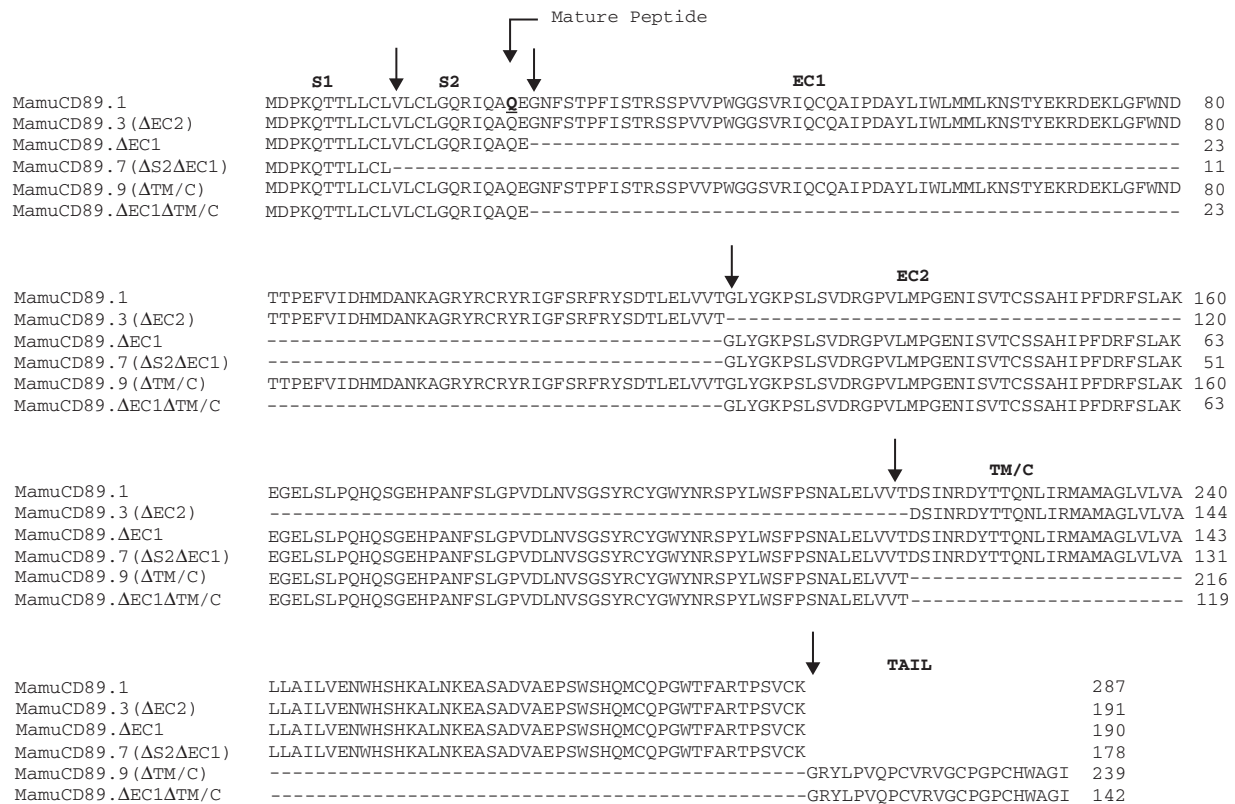 Mature Peptide
S1 S2 EC1
MamuCD89.1 MDPKQTTLLCLVLCLGQRIQAQEGNFSTPFISTRSSPVVPWGGSVRIQCQAIPDAYLIWLMMLKNSTYEKRDEKLGFWND 80
MamuCD89.3(ΔEC2) MDPKQTTLLCLVLCLGQRIQAQEGNFSTPFISTRSSPVVPWGGSVRIQCQAIPDAYLIWLMMLKNSTYEKRDEKLGFWND 80
MamuCD89.ΔEC1 MDPKQTTLLCLVLCLGQRIQAQE--------------------------------------------------------- 23
MamuCD89.7(ΔS2ΔEC1) MDPKQTTLLCL--------------------------------------------------------------------- 11
MamuCD89.9(ΔTM/C) MDPKQTTLLCLVLCLGQRIQAQEGNFSTPFISTRSSPVVPWGGSVRIQCQAIPDAYLIWLMMLKNSTYEKRDEKLGFWND 80
MamuCD89.ΔEC1ΔTM/C MDPKQTTLLCLVLCLGQRIQAQE--------------------------------------------------------- 23
EC2
MamuCD89.1 TTPEFVIDHMDANKAGRYRCRYRIGFSRFRYSDTLELVVTGLYGKPSLSVDRGPVLMPGENISVTCSSAHIPFDRFSLAK 160
MamuCD89.3(ΔEC2) TTPEFVIDHMDANKAGRYRCRYRIGFSRFRYSDTLELVVT---------------------------------------- 120
MamuCD89.ΔEC1 ----------------------------------------GLYGKPSLSVDRGPVLMPGENISVTCSSAHIPFDRFSLAK 63
MamuCD89.7(ΔS2ΔEC1) ----------------------------------------GLYGKPSLSVDRGPVLMPGENISVTCSSAHIPFDRFSLAK 51
MamuCD89.9(ΔTM/C) TTPEFVIDHMDANKAGRYRCRYRIGFSRFRYSDTLELVVTGLYGKPSLSVDRGPVLMPGENISVTCSSAHIPFDRFSLAK 160
MamuCD89.ΔEC1ΔTM/C ----------------------------------------GLYGKPSLSVDRGPVLMPGENISVTCSSAHIPFDRFSLAK 63
TM/C
MamuCD89.1 EGELSLPQHQSGEHPANFSLGPVDLNVSGSYRCYGWYNRSPYLWSFPSNALELVVTDSINRDYTTQNLIRMAMAGLVLVA 240
MamuCD89.3(ΔEC2) --------------------------------------------------------DSINRDYTTQNLIRMAMAGLVLVA 144
MamuCD89.ΔEC1 EGELSLPQHQSGEHPANFSLGPVDLNVSGSYRCYGWYNRSPYLWSFPSNALELVVTDSINRDYTTQNLIRMAMAGLVLVA 143
MamuCD89.7(ΔS2ΔEC1) EGELSLPQHQSGEHPANFSLGPVDLNVSGSYRCYGWYNRSPYLWSFPSNALELVVTDSINRDYTTQNLIRMAMAGLVLVA 131
MamuCD89.9(ΔTM/C) EGELSLPQHQSGEHPANFSLGPVDLNVSGSYRCYGWYNRSPYLWSFPSNALELVVT------------------------ 216
MamuCD89.ΔEC1ΔTM/C EGELSLPQHQSGEHPANFSLGPVDLNVSGSYRCYGWYNRSPYLWSFPSNALELVVT------------------------ 119
TAIL
MamuCD89.1 LLAILVENWHSHKALNKEASADVAEPSWSHQMCQPGWTFARTPSVCK 287
MamuCD89.3(ΔEC2) LLAILVENWHSHKALNKEASADVAEPSWSHQMCQPGWTFARTPSVCK 191
MamuCD89.ΔEC1 LLAILVENWHSHKALNKEASADVAEPSWSHQMCQPGWTFARTPSVCK 190
MamuCD89.7(ΔS2ΔEC1) LLAILVENWHSHKALNKEASADVAEPSWSHQMCQPGWTFARTPSVCK 178
MamuCD89.9(ΔTM/C) -----------------------------------------------GRYLPVQPCVRVGCPGPCHWAGI 239
MamuCD89.ΔEC1ΔTM/C -----------------------------------------------GRYLPVQPCVRVGCPGPCHWAGI 142